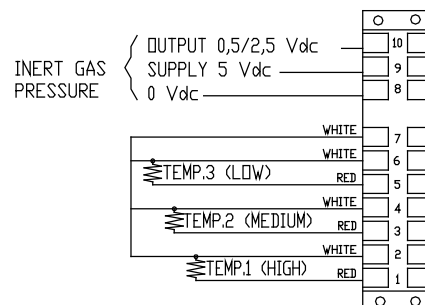 OUTPUT 0,5/2,5 Vdc 10
INERT GAS SUPPLY 5 Vdc 9
PRESSURE 0 Vdc 8
WHITE 7
WHITE 6
TEMP.3 (LOW) RED 5
WHITE 4
TEMP.2 (MEDIUM) RED 3
WHITE 2
TEMP.1 (HIGH) RED 1